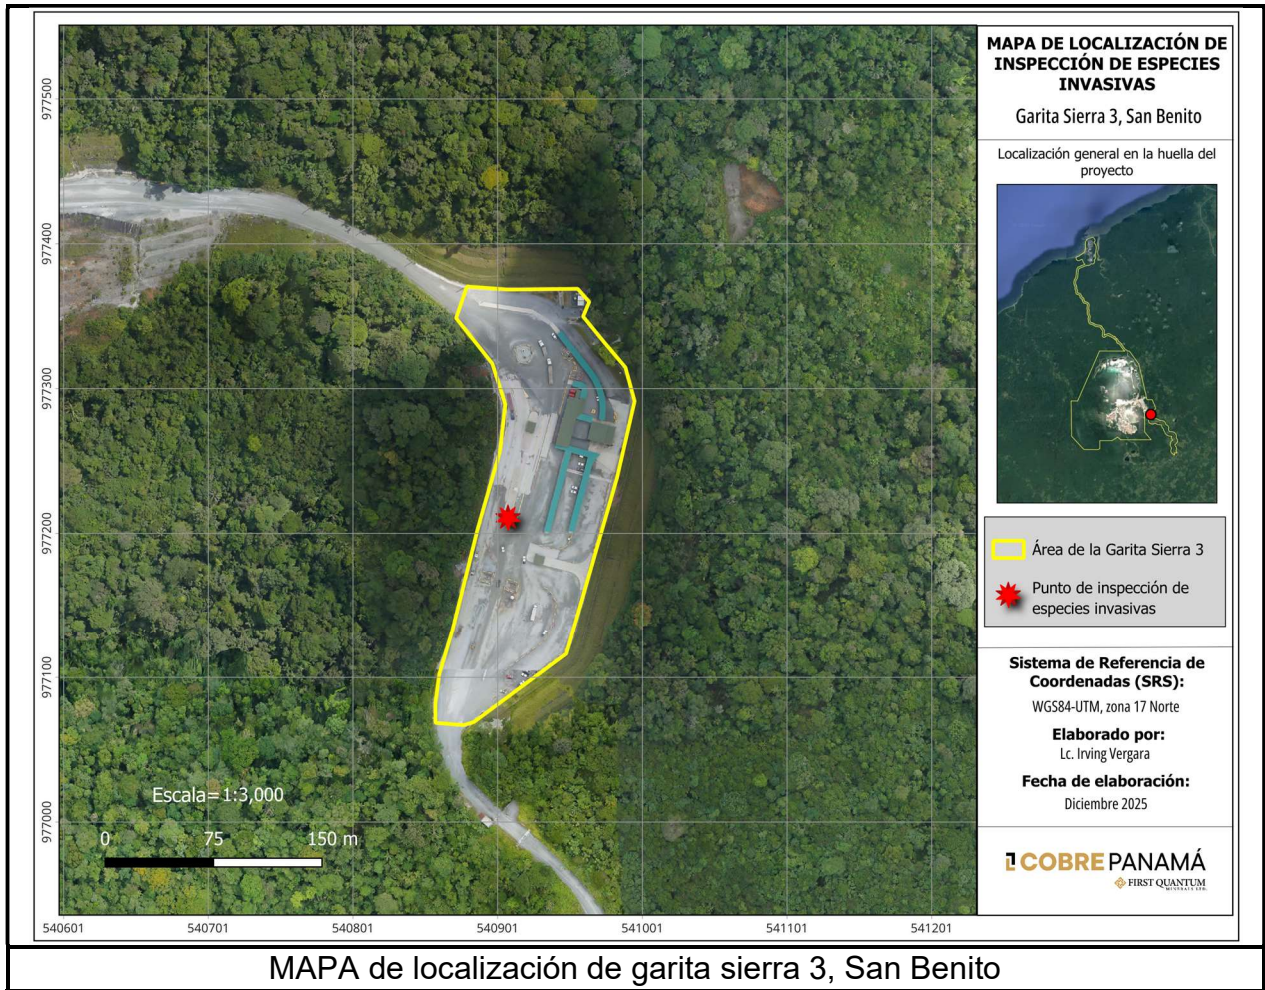 MAPA DE LOCALIZACIÓN DE
INSPECCIÓN DE ESPECIES
INVASIVAS
Garita Sierra 3, San Benito
Localización general en la huella del
proyecto
Área de la Garita Sierra 3
Punto de inspección de
especies invasivas
Sistema de Referencia de
Coordenadas (SRS):
WGS84-UTM, zona 17 Norte
Elaborado por:
Lc. Irving Vergara
Fecha de elaboración:
Diciembre 2025
COBRE PANAMÁ
FIRST QUANTUM
MINERALS LTD.
977500
977400
977300
977200
977100
977000
Escala=1:3,000
0 75 150 m
540601 540701 540801 540901 541001 541101 541201
MAPA de localización de garita sierra 3, San Benito